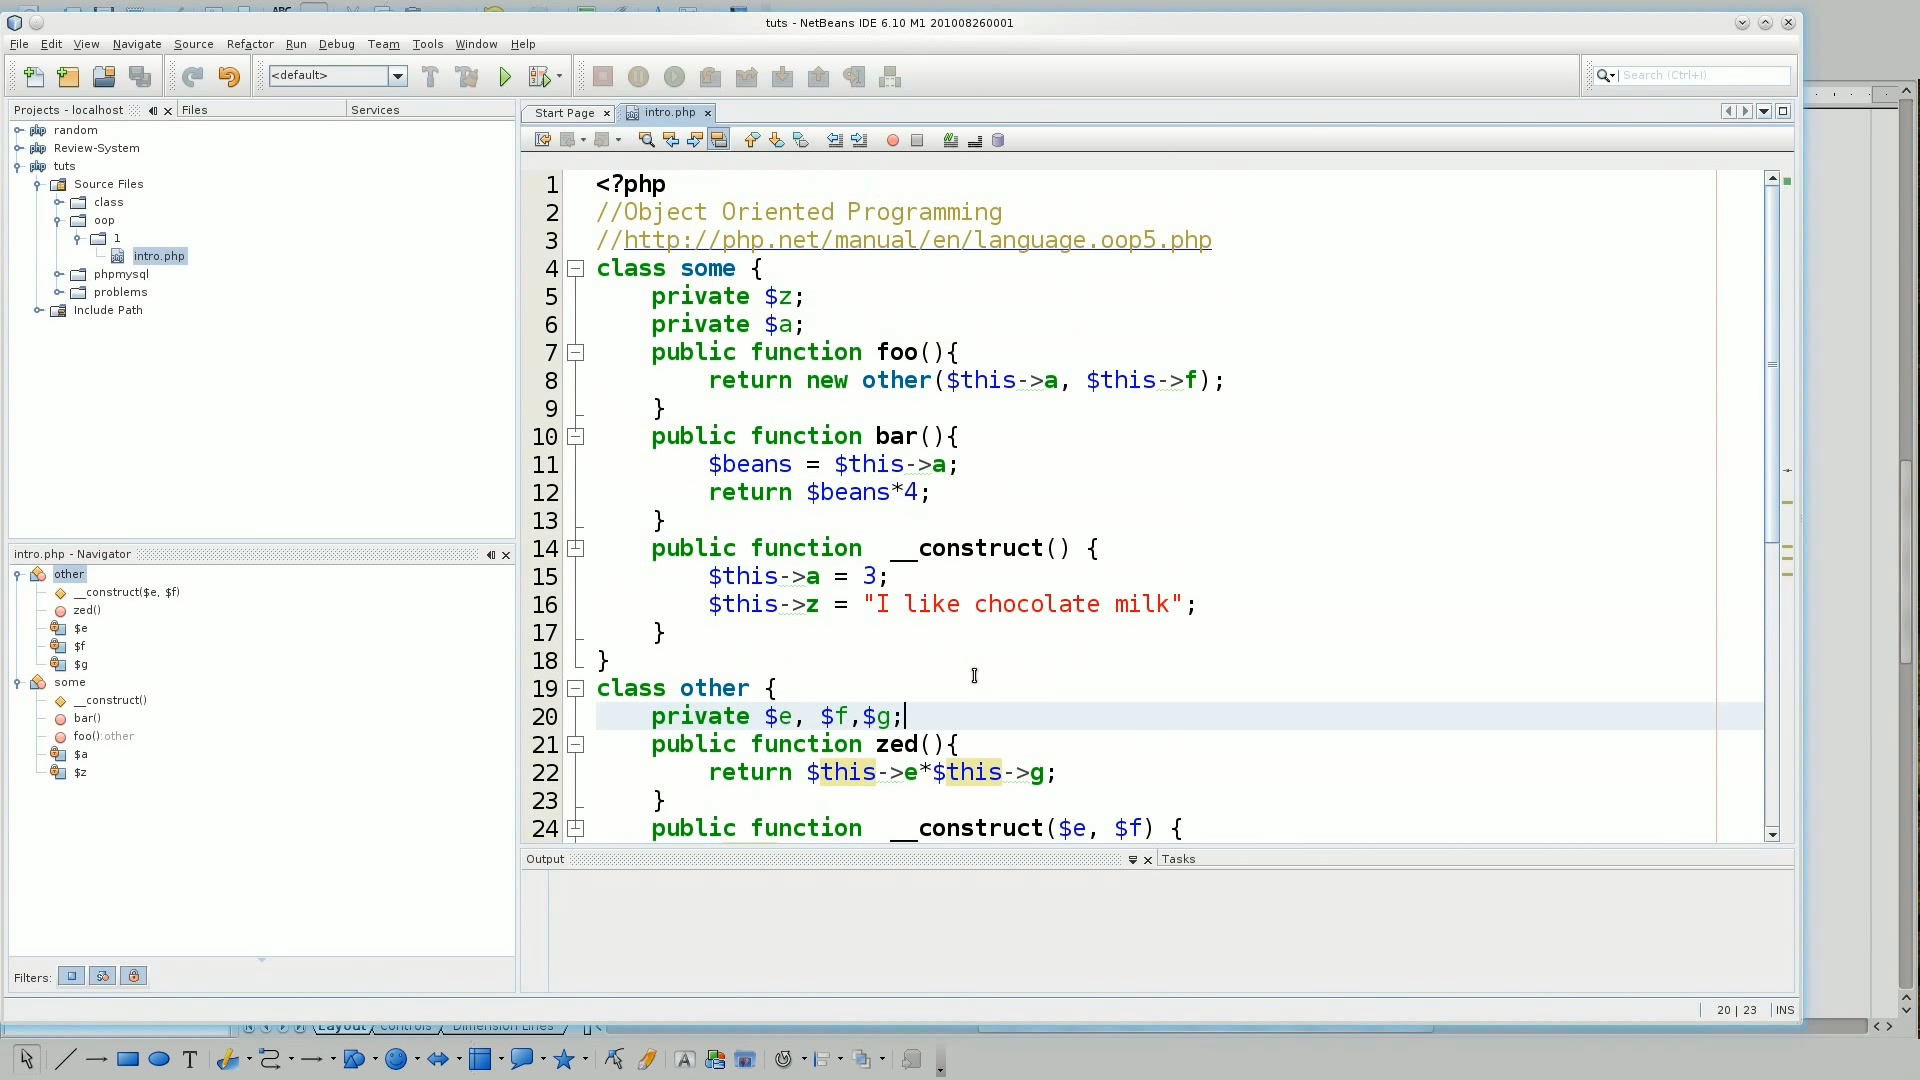 tuts - NetBeans IDE 6.10 M1 201008260001
File Edit View Navigate Source Refactor Run Debug Team Tools Window Help
<default>
Search (Ctrl+I)
Projects - localhost
Files
Services
Start Page
intro.php
random
Review-System
tuts
Source Files
class
oop
1
intro.php
phpmysql
problems
Include Path
1 <?php
2 //Object Oriented Programming
3 //http://php.net/manual/en/language.oop5.php
4 class some {
5 private $z;
6 private $a;
7 public function foo(){
8 return new other($this->a, $this->f);
9 }
10 public function bar(){
11 $beans = $this->a;
12 return $beans*4;
13 }
14 public function __construct() {
15 $this->a = 3;
16 $this->z = "I like chocolate milk";
17 }
18 }
19 class other {
20 private $e, $f,$g;
21 public function zed(){
22 return $this->e*$this->g;
23 }
24 public function __construct($e, $f) {
intro.php - Navigator
other
__construct($e, $f)
zed()
$e
$f
$g
some
__construct()
bar()
foo():other
$a
$z
Filters:
Output
Tasks
20 | 23 INS
Layout Controls Dimension Lines